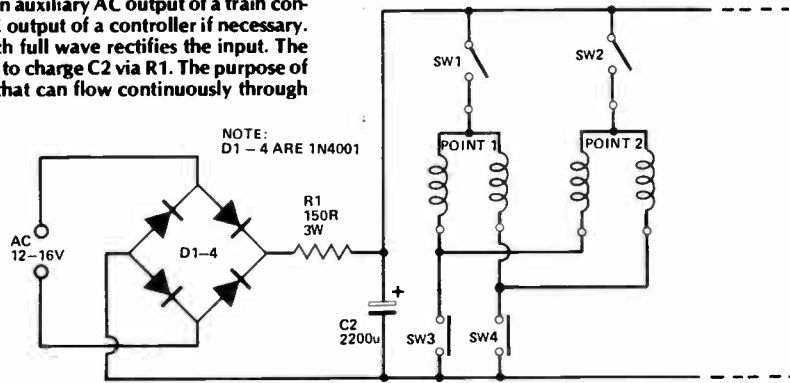 n auxiliary AC output of a train con-
output of a controller if necessary.
ch full wave rectifies the input. The
to charge C2 via R1. The purpose of
that can flow continuously through
NOTE:
D1 – 4 ARE 1N4001
SW1
SW2
POINT 1
POINT 2
R1
150R
3W
AC
12–16V
D1–4
+
C2
2200u
SW3
SW4